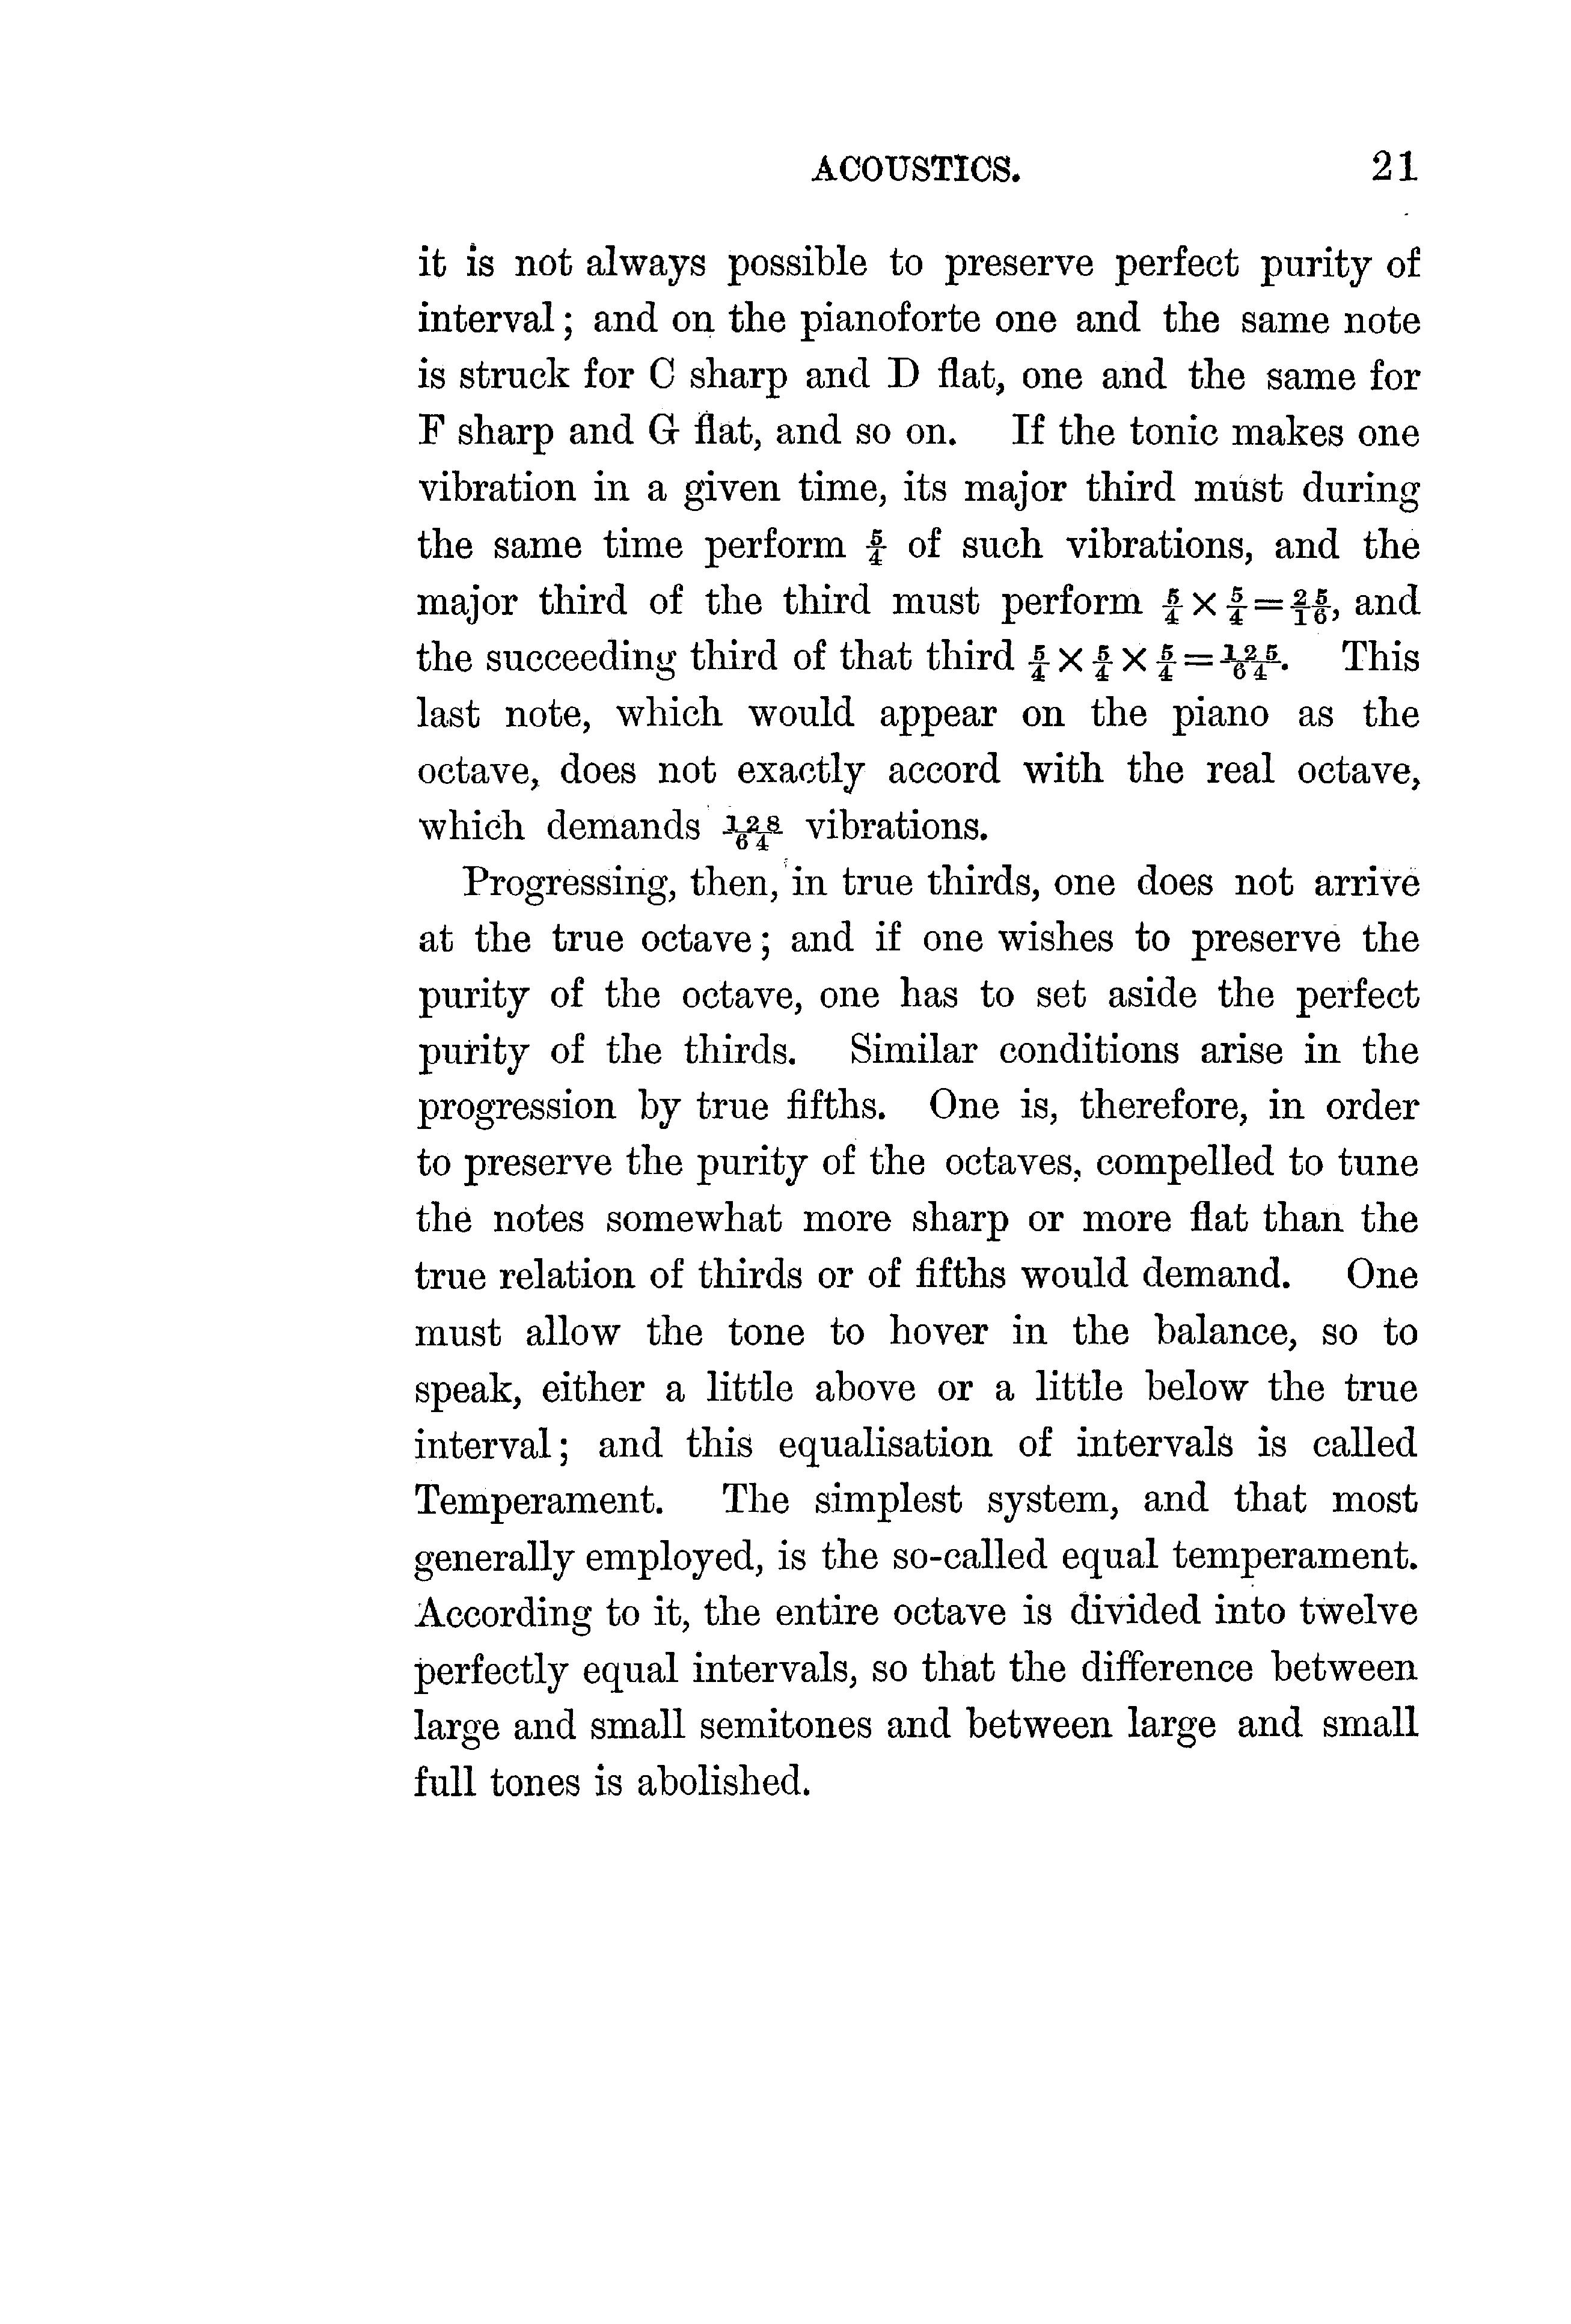 ACOUSTICS. 21
it is not always possible to preserve perfect purity of
interval; and on the pianoforte one and the same note
is struck for C sharp and D flat, one and the same for
F sharp and G flat, and so on. If the tonic makes one
vibration in a given time, its major third must during
the same time perform 5/4 of such vibrations, and the
major third of the third must perform 5/4 × 5/4 = 25/16, and
the succeeding third of that third 5/4 × 5/4 × 5/4 = 125/64. This
last note, which would appear on the piano as the
octave, does not exactly accord with the real octave,
which demands 128/64 vibrations.
Progressing, then, in true thirds, one does not arrive
at the true octave; and if one wishes to preserve the
purity of the octave, one has to set aside the perfect
purity of the thirds. Similar conditions arise in the
progression by true fifths. One is, therefore, in order
to preserve the purity of the octaves, compelled to tune
the notes somewhat more sharp or more flat than the
true relation of thirds or of fifths would demand. One
must allow the tone to hover in the balance, so to
speak, either a little above or a little below the true
interval; and this equalisation of intervals is called
Temperament. The simplest system, and that most
generally employed, is the so-called equal temperament.
According to it, the entire octave is divided into twelve
perfectly equal intervals, so that the difference between
large and small semitones and between large and small
full tones is abolished.